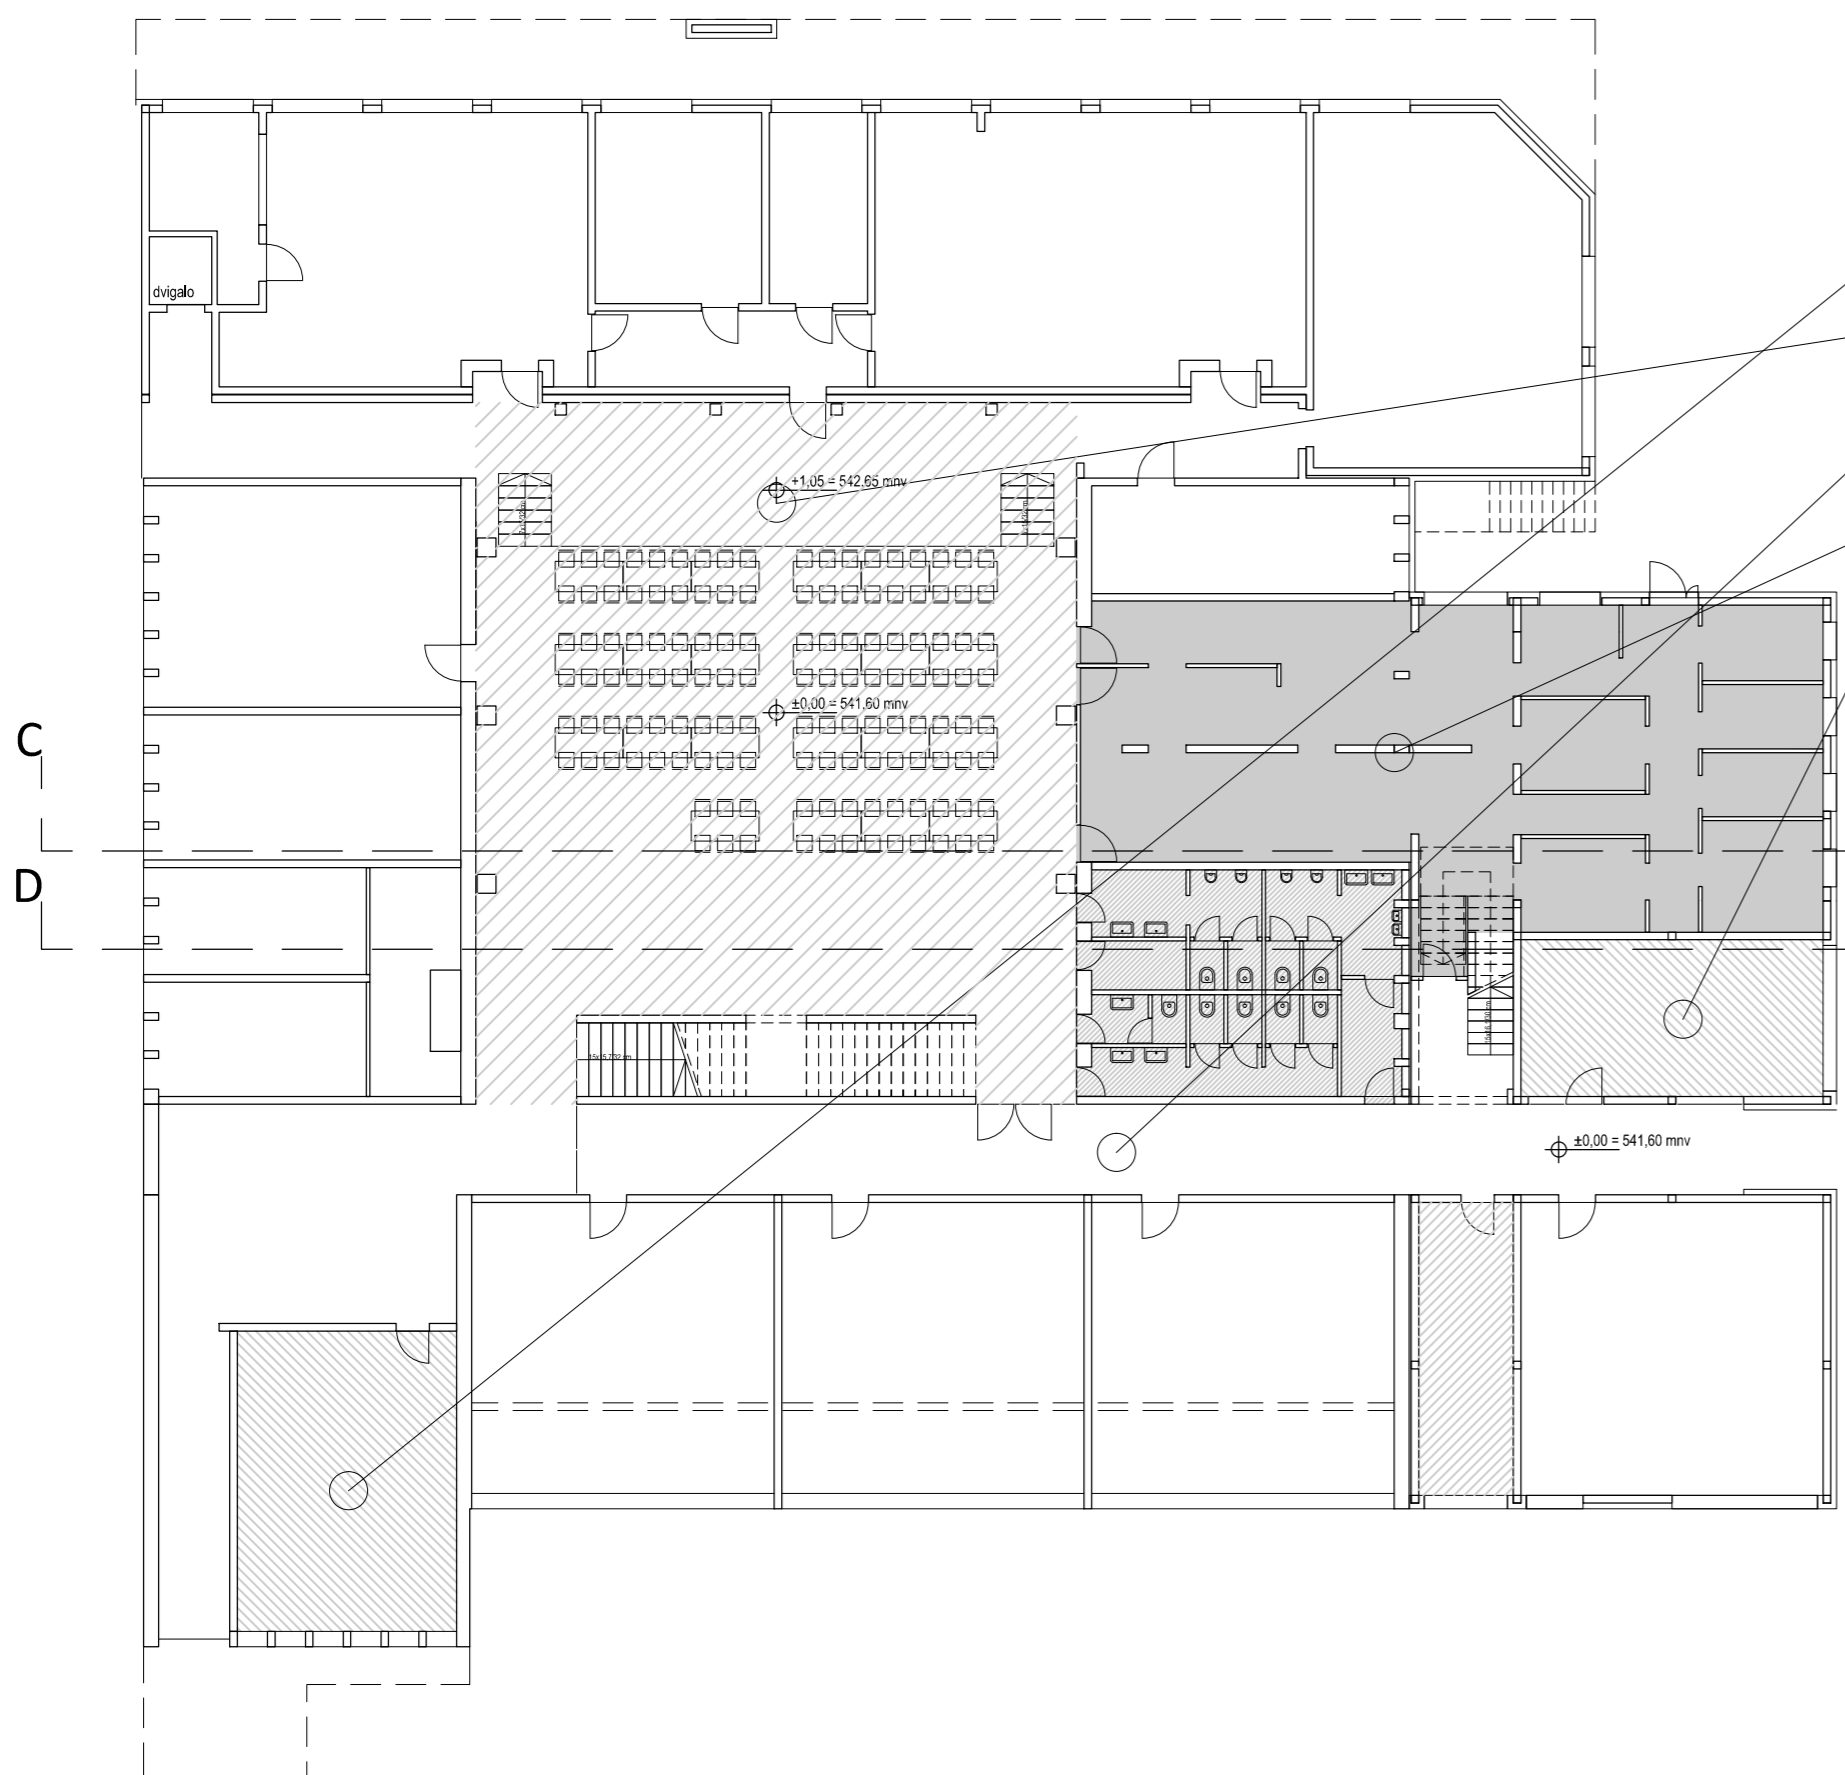 dvigalo
+1,05 = 542,65 mnv
±0,00 = 541,60 mnv
C
D
±0,00 = 541,60 mnv